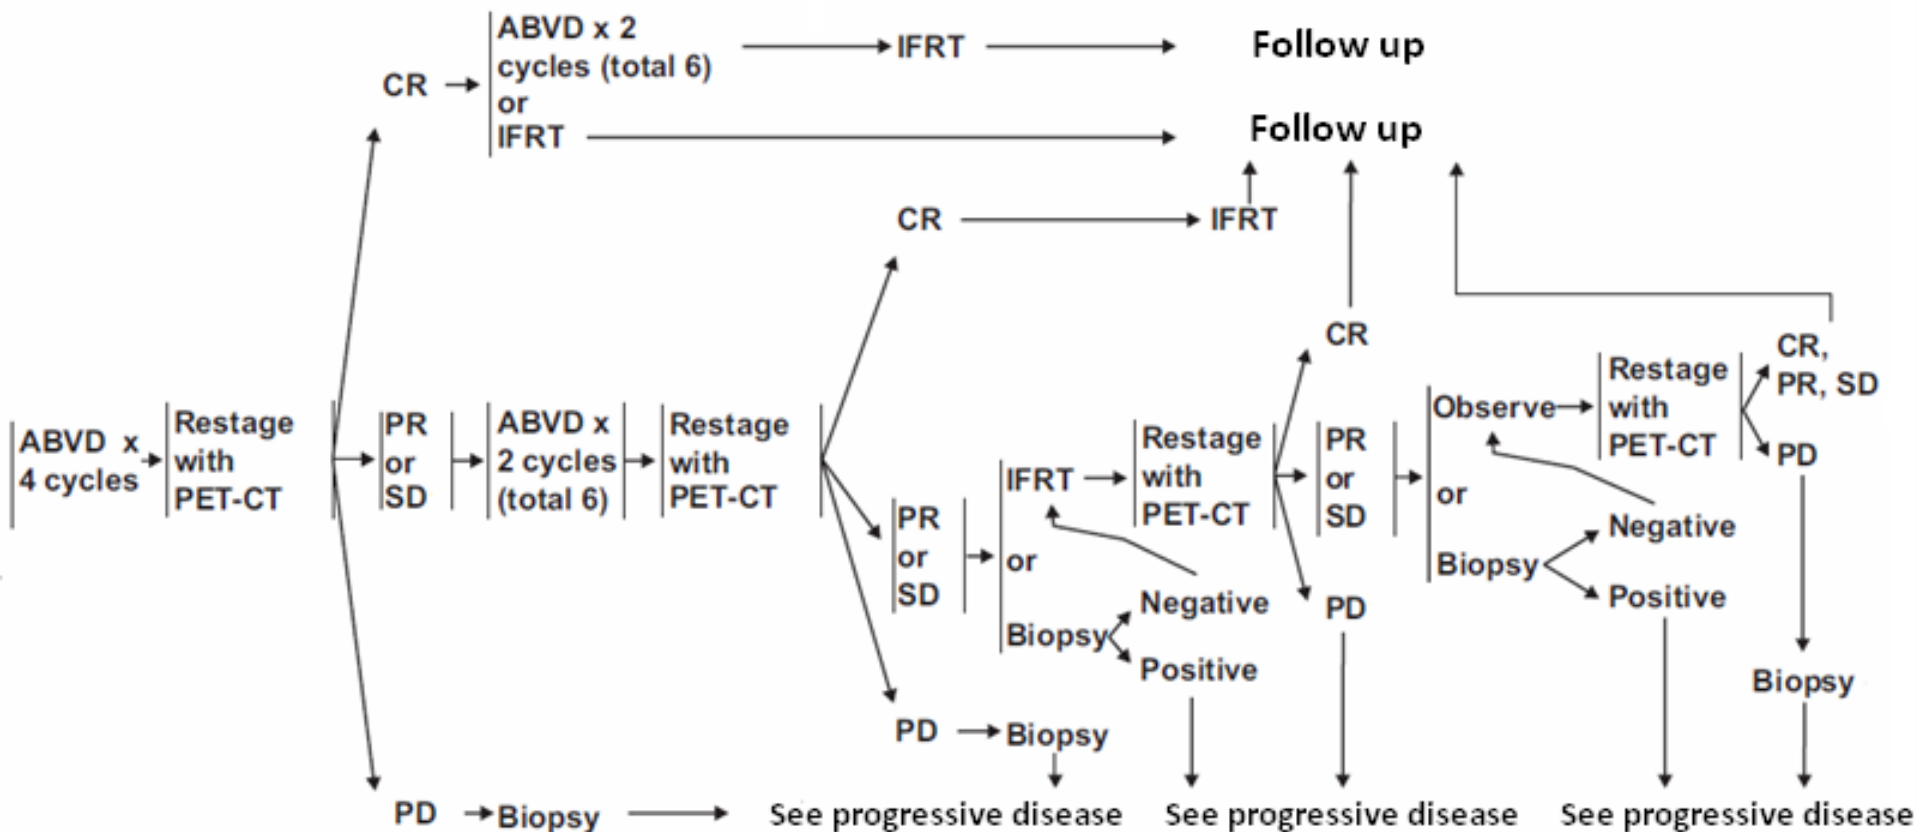 ABVD x 2
cycles (total 6)
or
IFRT
IFRT
Follow up
CR
Follow up
CR
IFRT
CR
ABVD x
4 cycles
Restage
with
PET-CT
PR
or
SD
ABVD x
2 cycles
(total 6)
Restage
with
PET-CT
PR
or
SD
IFRT
or
Biopsy
Restage
with
PET-CT
Negative
Positive
PR
or
SD
PD
Observe
or
Biopsy
Restage
with
PET-CT
Negative
Positive
CR,
PR, SD
PD
Biopsy
PD
Biopsy
PD
Biopsy
See progressive disease
See progressive disease
See progressive disease